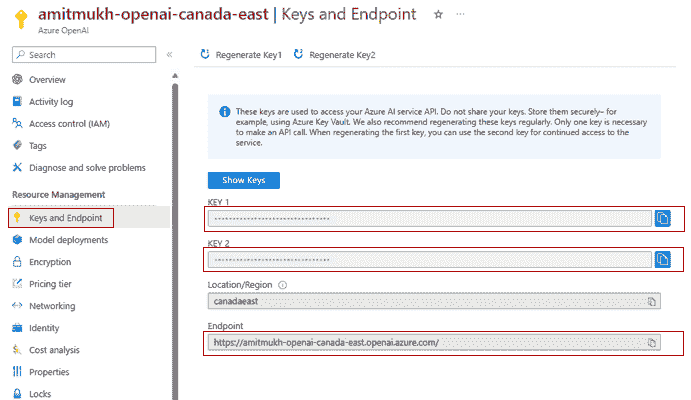 amitmukh-openai-canada-east | Keys and Endpoint
Azure OpenAI
Search
Regenerate Key1
Regenerate Key2
Overview
Activity log
Access control (IAM)
Tags
Diagnose and solve problems
Resource Management
Keys and Endpoint
Model deployments
Encryption
Pricing tier
Networking
Identity
Cost analysis
Properties
Locks
These keys are used to access your Azure AI service API. Do not share your keys. Store them securely– for
example, using Azure Key Vault. We also recommend regenerating these keys regularly. Only one key is necessary
to make an API call. When regenerating the first key, you can use the second key for continued access to the
service.
Show Keys
KEY 1
KEY 2
Location/Region
canadaeast
Endpoint
https://amitmukh-openai-canada-east.openai.azure.com/